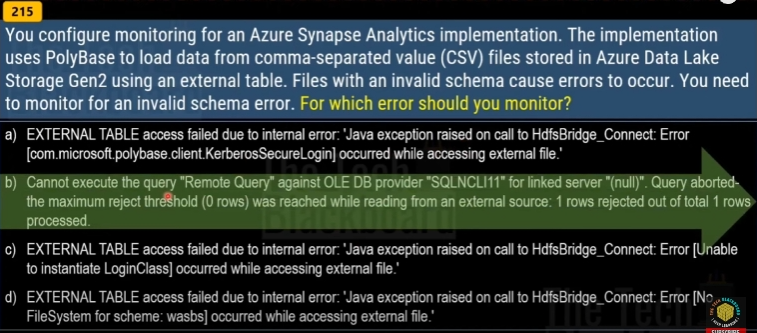 215
You configure monitoring for an Azure Synapse Analytics implementation. The implementation
uses PolyBase to load data from comma-separated value (CSV) files stored in Azure Data Lake
Storage Gen2 using an external table. Files with an invalid schema cause errors to occur. You need
to monitor for an invalid schema error. For which error should you monitor?
a) EXTERNAL TABLE access failed due to internal error: 'Java exception raised on call to HdfsBridge_Connect: Error
[com.microsoft.polybase.client.KerberosSecureLogin] occurred while accessing external file.'
b) Cannot execute the query "Remote Query" against OLE DB provider "SQLNCLI11" for linked server "(null)". Query aborted-
the maximum reject threshold (0 rows) was reached while reading from an external source: 1 rows rejected out of total 1 rows
processed.
c) EXTERNAL TABLE access failed due to internal error: 'Java exception raised on call to HdfsBridge_Connect: Error [Unable
to instantiate LoginClass] occurred while accessing external file.'
d) EXTERNAL TABLE access failed due to internal error: 'Java exception raised on call to HdfsBridge_Connect: Error [No
FileSystem for scheme: wasbs] occurred while accessing external file.'
The Tech
Blackboard
SUBSCRIBE